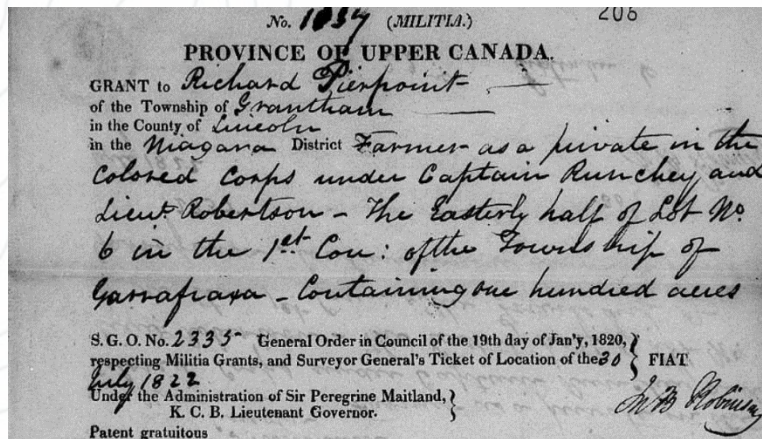 No. 1037 (MILITIA.) 206
PROVINCE OF UPPER CANADA.
GRANT to Richard Pierpoint
of the Township of Grantham
in the County of Lincoln
in the Niagara District Farmer as a private in the
Colored Corps under Captain Runchey and
Lieut. Robertson - The Easterly half of Lot No.
6 in the 1st. Con: of the Township of
Garrafraxa - Containing one hundred acres
S. G. O. No. 2335 General Order in Council of the 19th day of Jan'y, 1820,
respecting Militia Grants, and Surveyor General's Ticket of Location of the 30 } FIAT
July 1822
Under the Administration of Sir Peregrine Maitland,
K. C. B. Lieutenant Governor. } Jno B Robinson
Patent gratuitous